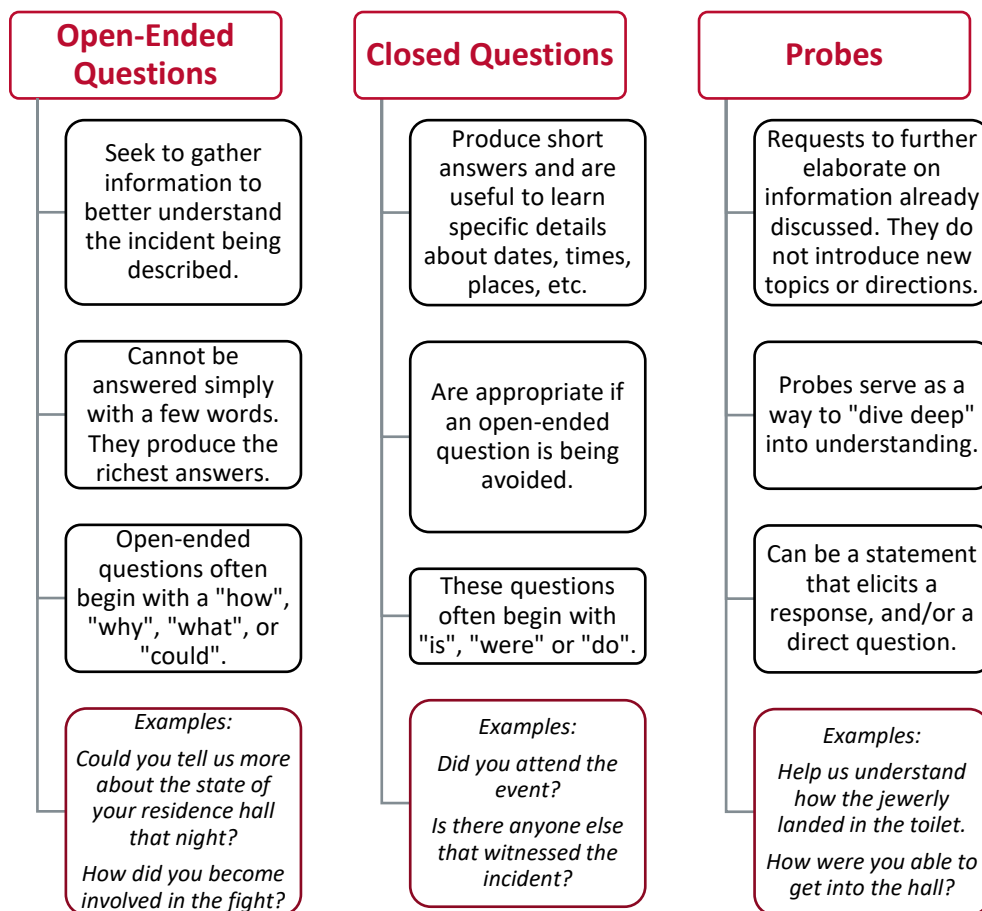 Open-Ended
Questions
Seek to gather
information to
better understand
the incident being
described.
Cannot be
answered simply
with a few words.
They produce the
richest answers.
Open-ended
questions often
begin with a "how",
"why", "what", or
"could".
Examples:
Could you tell us more
about the state of
your residence hall
that night?
How did you become
involved in the fight?
Closed Questions
Produce short
answers and are
useful to learn
specific details
about dates, times,
places, etc.
Are appropriate if
an open-ended
question is being
avoided.
These questions
often begin with
"is", "were" or "do".
Examples:
Did you attend the
event?
Is there anyone else
that witnessed the
incident?
Probes
Requests to further
elaborate on
information already
discussed. They do
not introduce new
topics or directions.
Probes serve as a
way to "dive deep"
into understanding.
Can be a statement
that elicits a
response, and/or a
direct question.
Examples:
Help us understand
how the jewerly
landed in the toilet.
How were you able to
get into the hall?